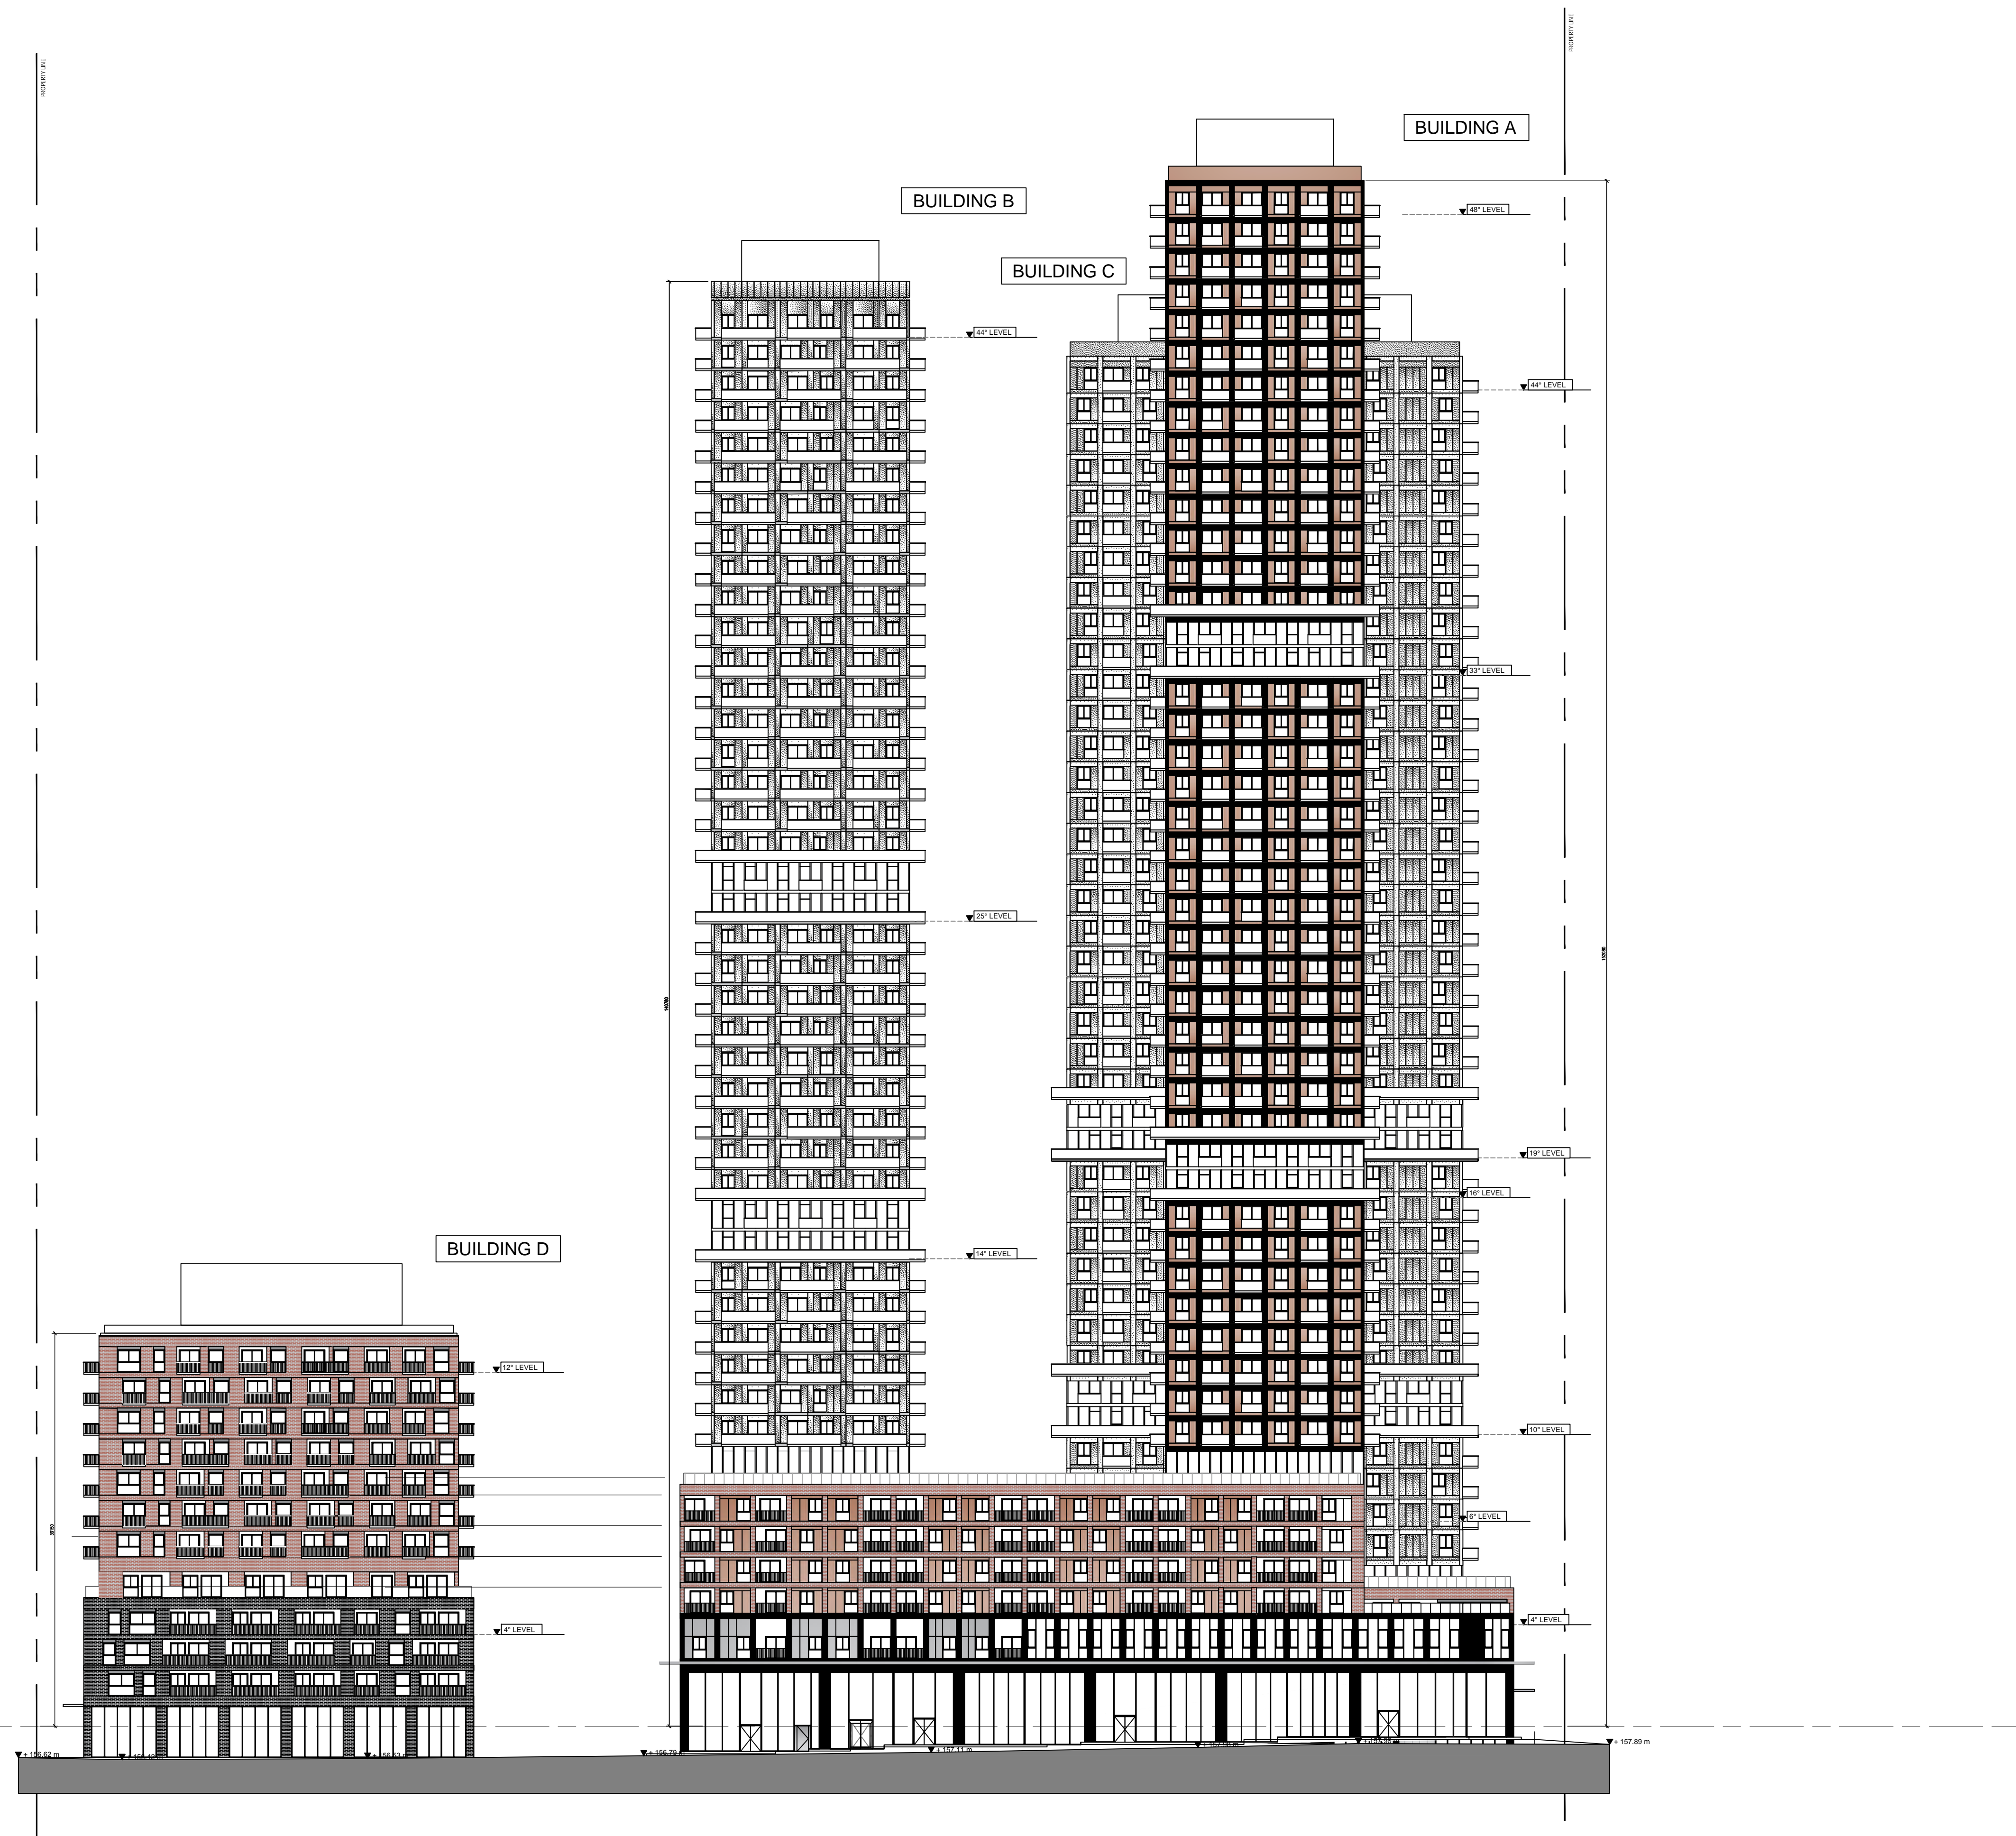 PROPERTY LINE
PROPERTY LINE
BUILDING A
BUILDING B
48° LEVEL
BUILDING C
44° LEVEL
44° LEVEL
33° LEVEL
25° LEVEL
19° LEVEL
16° LEVEL
BUILDING D
14° LEVEL
12° LEVEL
10° LEVEL
6° LEVEL
4° LEVEL
4° LEVEL
+ 157.89 m
+ 157.11 m
+ 156.62 m